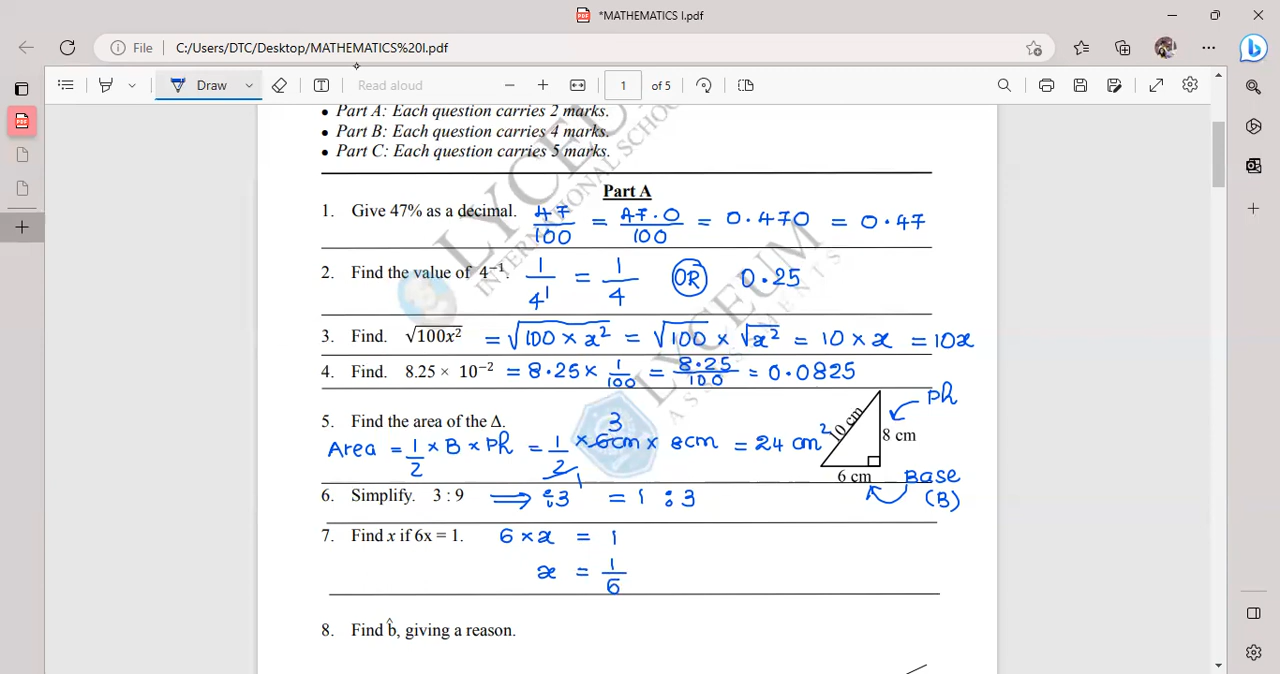 *MATHEMATICS I.pdf
File C:/Users/DTC/Desktop/MATHEMATICS%20I.pdf
Draw Read aloud 1 of 5
• Part A: Each question carries 2 marks.
• Part B: Each question carries 4 marks.
• Part C: Each question carries 5 marks.
Part A
1. Give 47% as a decimal. 47/100 = 47.0/100 = 0.470 = 0.47
2. Find the value of 4⁻¹. 1/4¹ = 1/4 OR 0.25
3. Find. √100x² = √100 × x² = √100 × √x² = 10 × x = 10x
4. Find. 8.25 × 10⁻² = 8.25 × 1/100 = 8.25/100 = 0.0825
5. Find the area of the Δ.
Area = 1/2 × B × Ph = 1/2 × 6cm × 8cm = 24 cm²
3
1
10 cm
8 cm
Ph
6 cm
Base
(B)
6. Simplify. 3 : 9 ⟹ ÷3 = 1 : 3
7. Find x if 6x = 1. 6 × x = 1
x = 1/6
8. Find b̂, giving a reason.
LYCEUM
INTERNATIONAL SCHOOL
LYCEUM
ASSESSMENTS